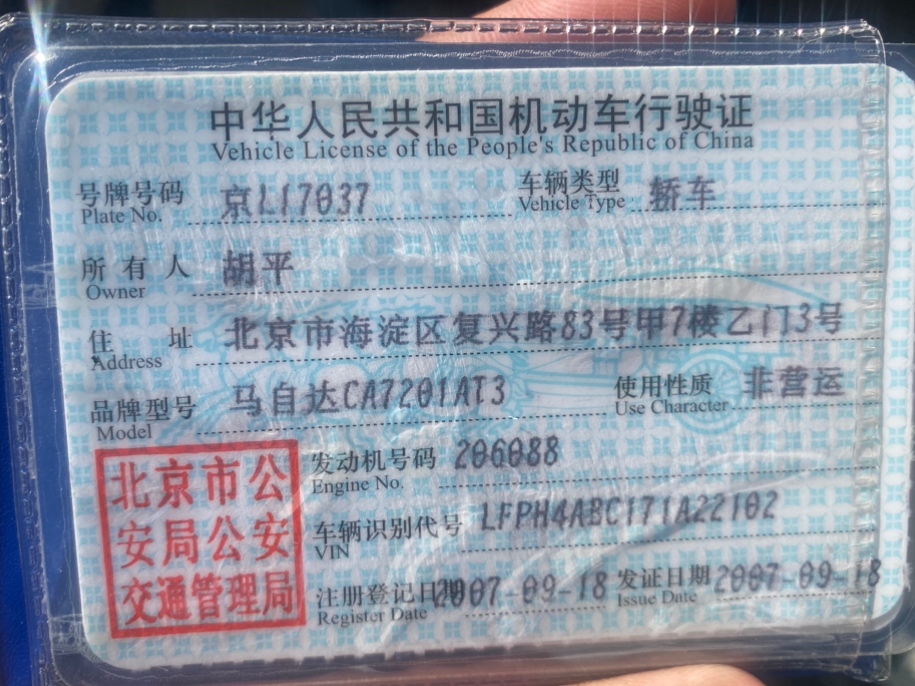 中华人民共和国机动车行驶证
Vehicle License of the People's Republic of China
号牌号码 京LI7037 车辆类型 轿车
Plate No. Vehicle Type
所有人 胡平
Owner
住址 北京市海淀区复兴路83号甲7楼乙门3号
Address
品牌型号 马自达CA7201AT3 使用性质 非营运
Model Use Character
北京市公
安局公安
交通管理局
发动机号码 206088
Engine No.
车辆识别代号 LFPH4ABC171A22102
VIN
注册登记日期 2007-09-18 发证日期 2007-09-18
Register Date Issue Date